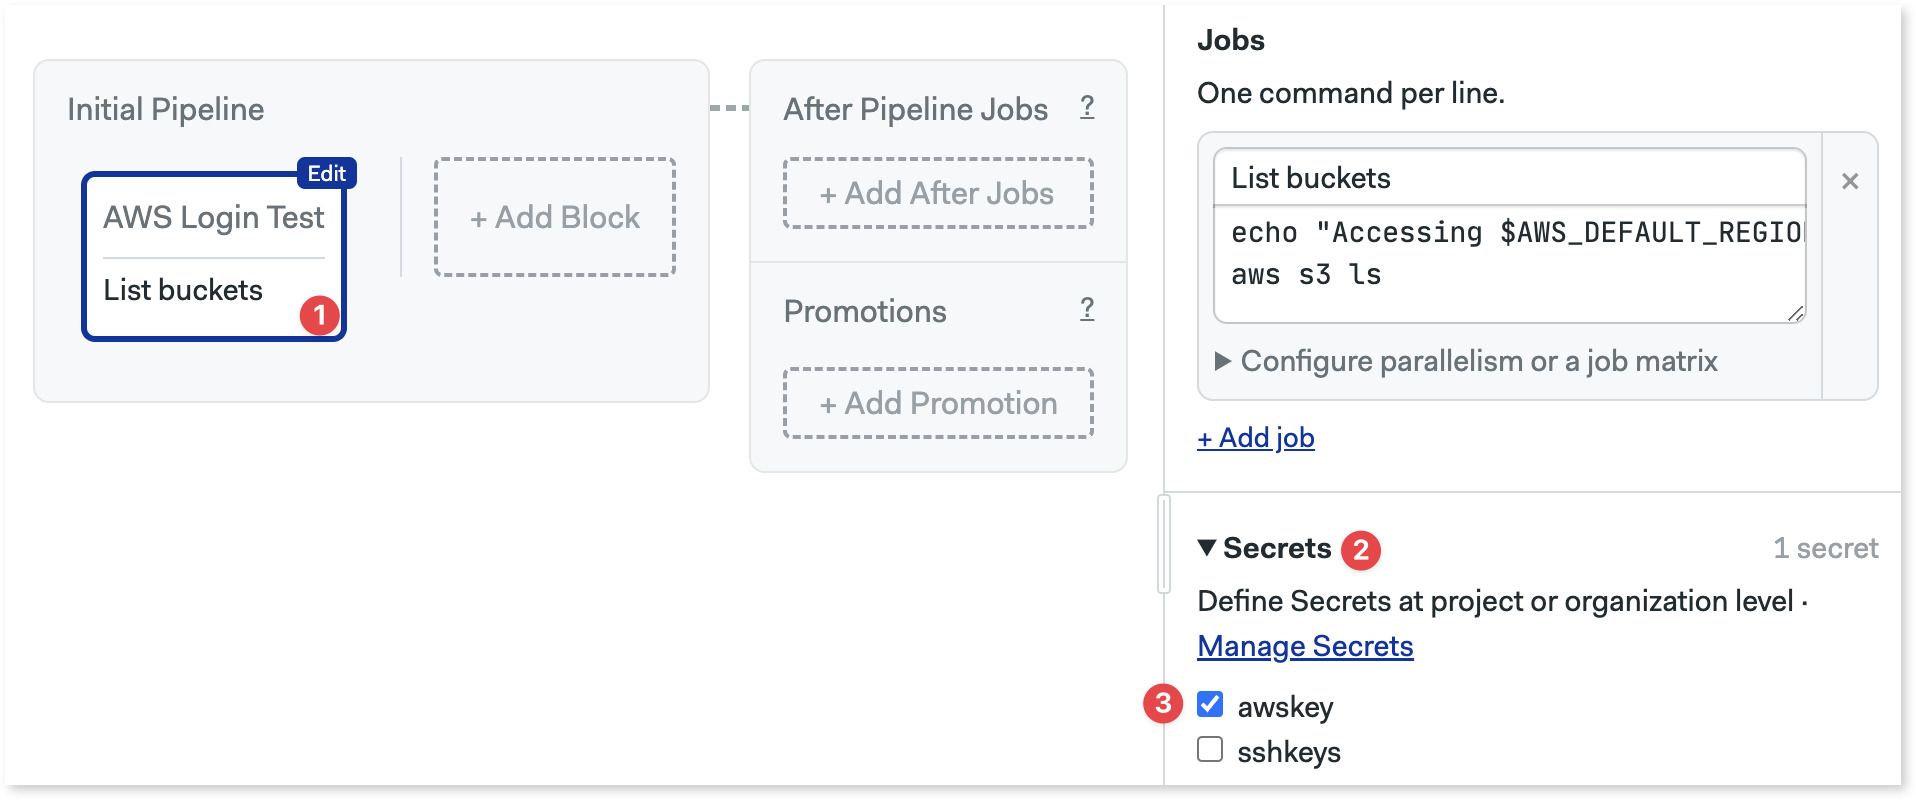 Initial Pipeline
Edit
AWS Login Test
List buckets
1
+ Add Block
After Pipeline Jobs ?
+ Add After Jobs
Promotions ?
+ Add Promotion
Jobs
One command per line.
List buckets
×
echo "Accessing $AWS_DEFAULT_REGIO
aws s3 ls
Configure parallelism or a job matrix
+ Add job
Secrets 2 1 secret
Define Secrets at project or organization level ·
Manage Secrets
3 awskey
sshkeys